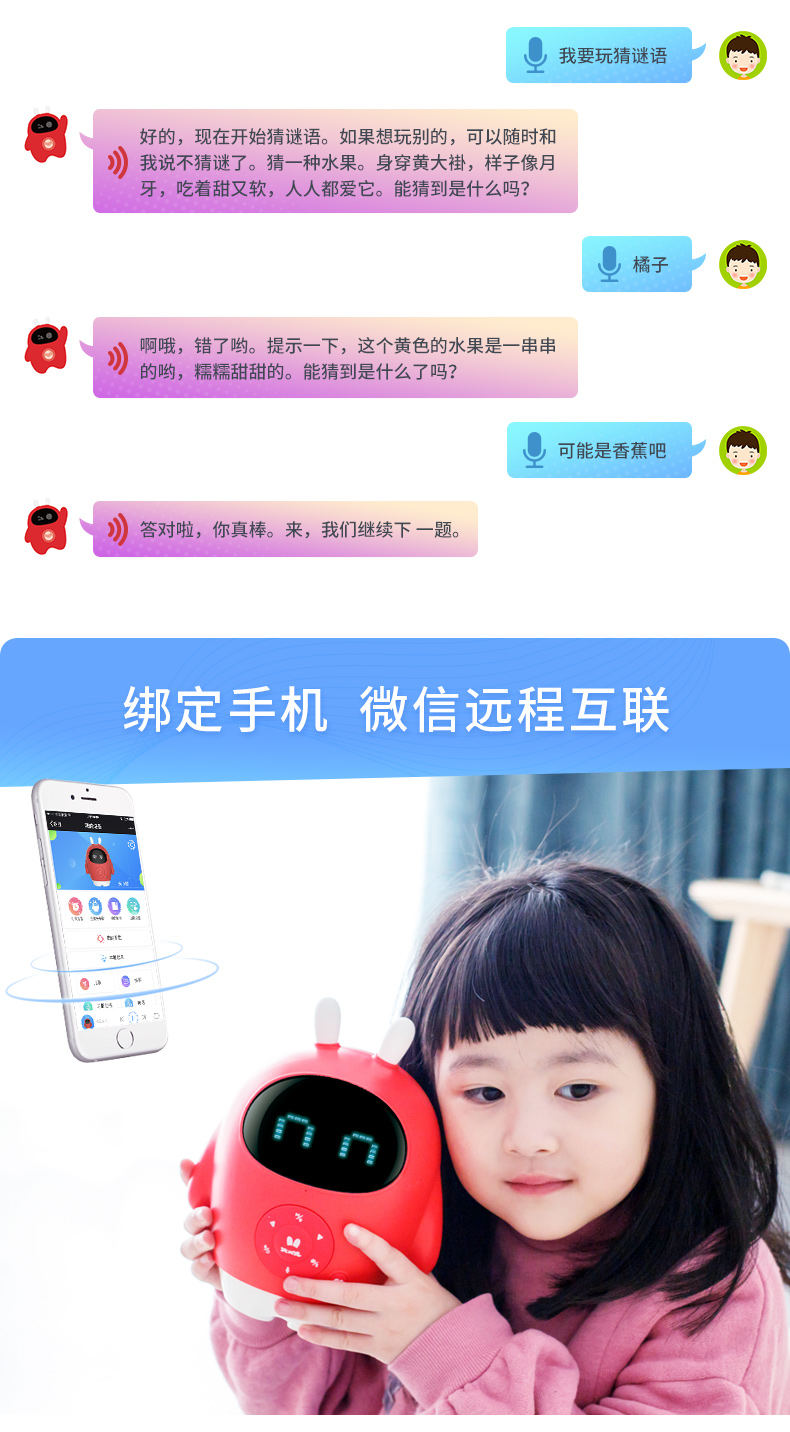 我要玩猜谜语
好的，现在开始猜谜语。如果想玩别的，可以随时和
我说不猜谜了。猜一种水果。身穿黄大褂，样子像月
牙，吃着甜又软，人人都爱它。能猜到是什么吗？
橘子
啊哦，错了哟。提示一下，这个黄色的水果是一串串
的哟，糯糯甜甜的。能猜到是什么了吗？
可能是香蕉吧
答对啦，你真棒。来，我们继续下 一题。
绑定手机 微信远程互联